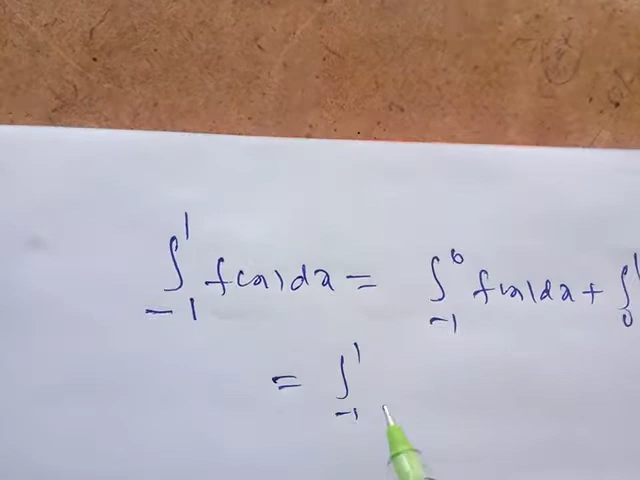 ∫_{-1}^{1} f(x)dx = ∫_{-1}^{0} f(x)dx + ∫_{0}^{1}
= ∫_{-1}^{1}